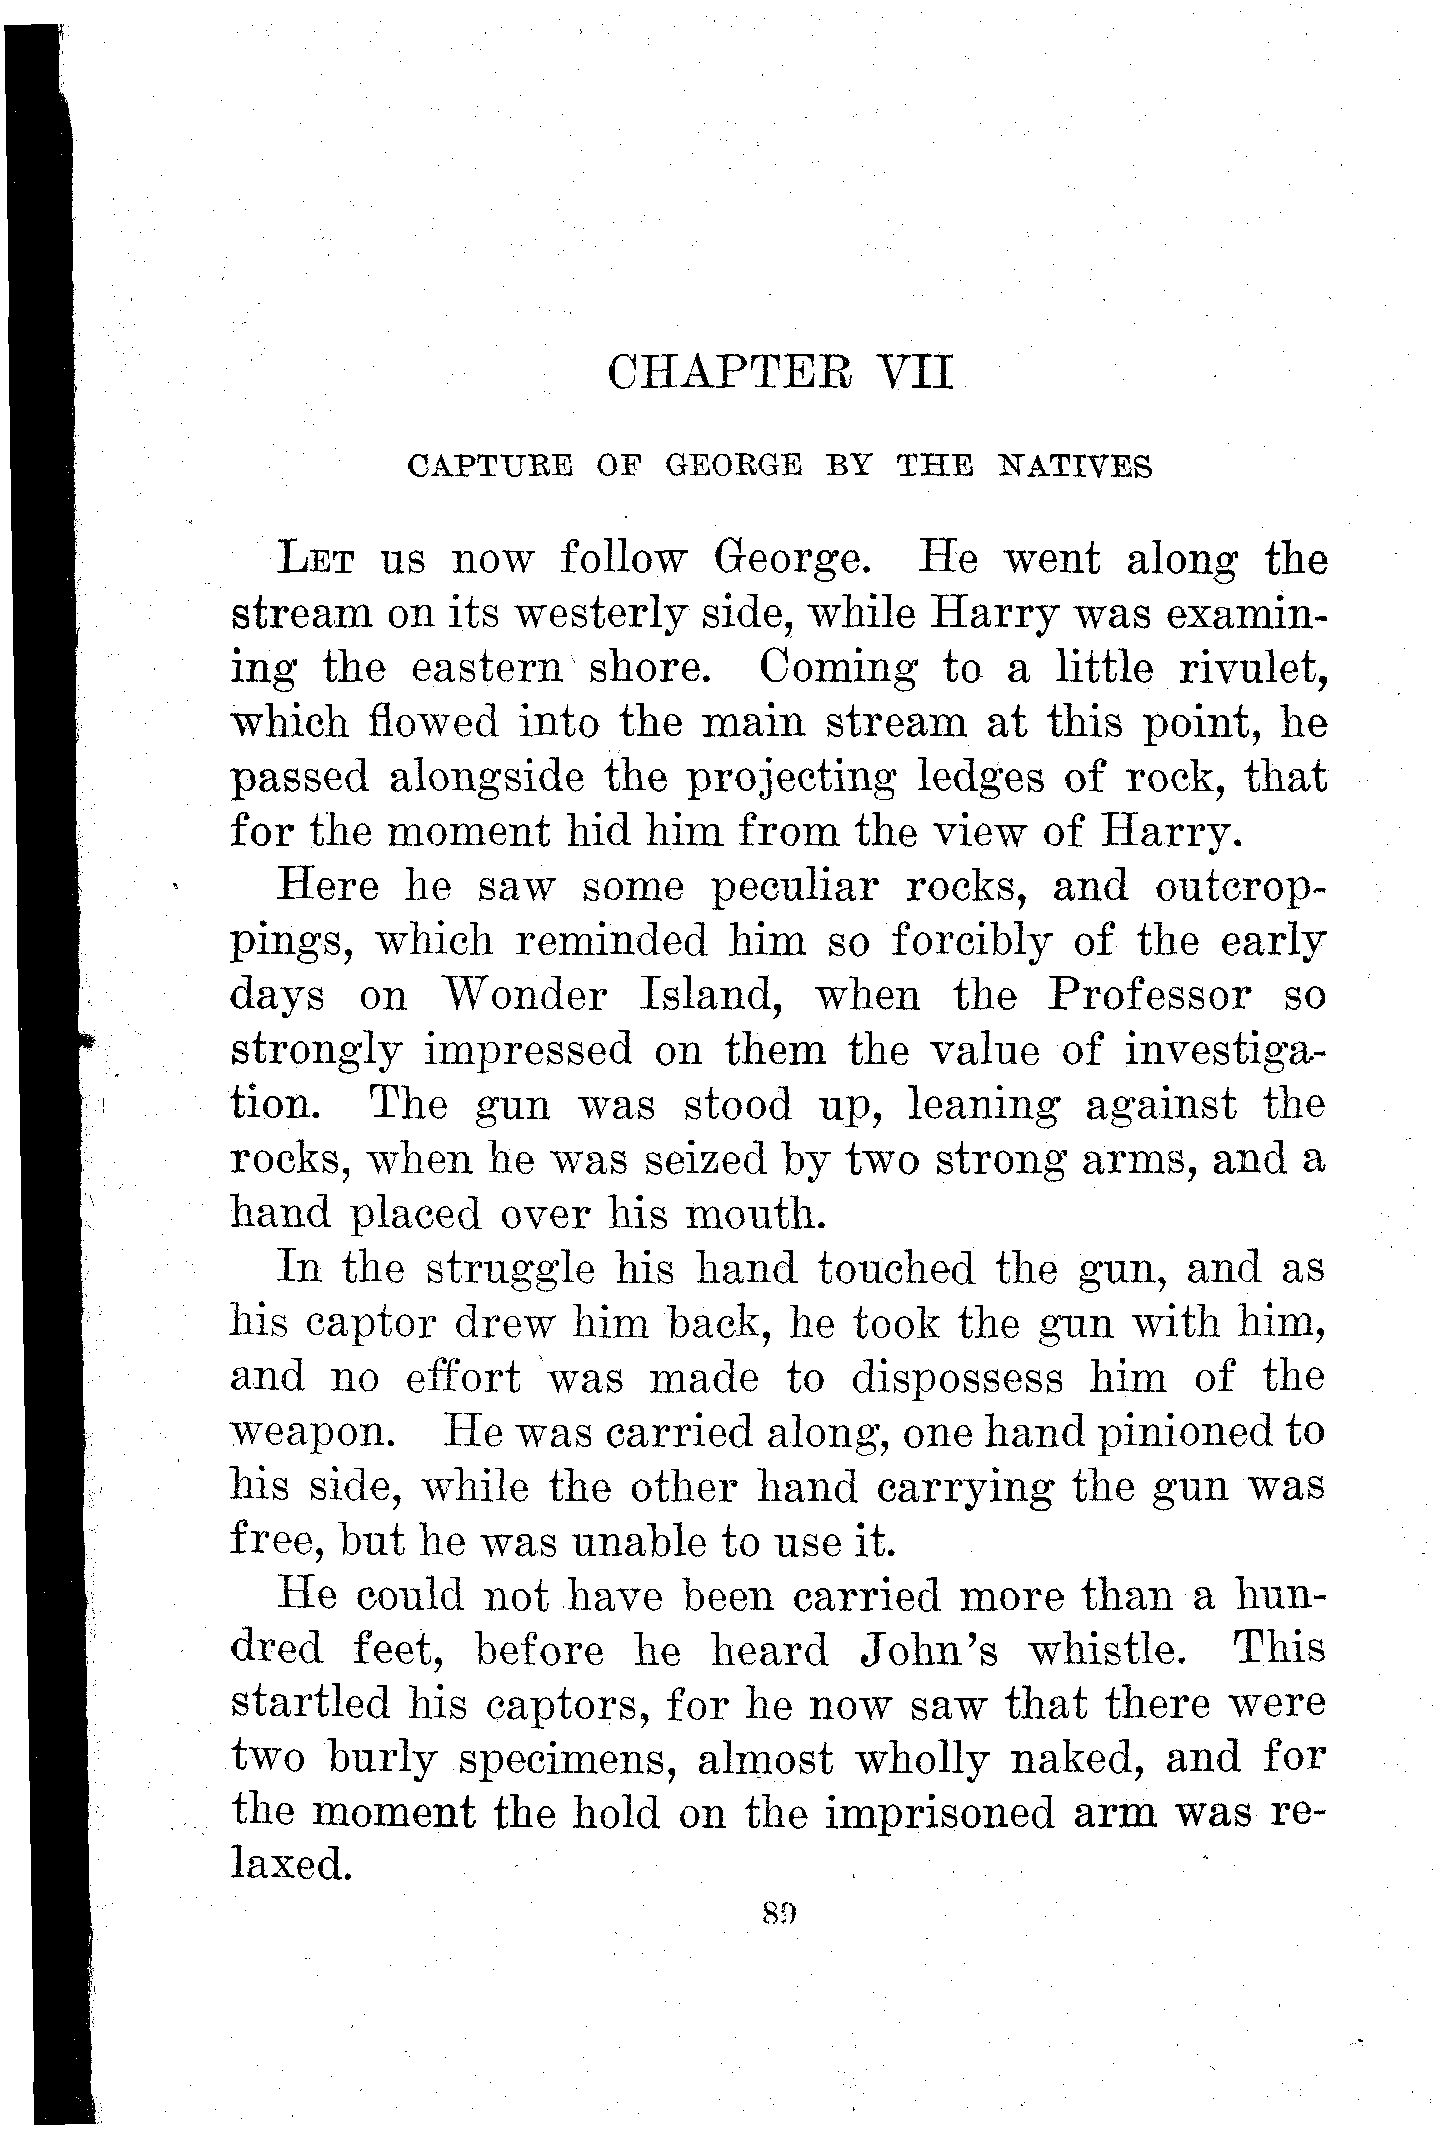 CHAPTER VII
CAPTURE OF GEORGE BY THE NATIVES
LET us now follow George. He went along the
stream on its westerly side, while Harry was examin-
ing the eastern shore. Coming to a little rivulet,
which flowed into the main stream at this point, he
passed alongside the projecting ledges of rock, that
for the moment hid him from the view of Harry.
Here he saw some peculiar rocks, and outcrop-
pings, which reminded him so forcibly of the early
days on Wonder Island, when the Professor so
strongly impressed on them the value of investiga-
tion. The gun was stood up, leaning against the
rocks, when he was seized by two strong arms, and a
hand placed over his mouth.
In the struggle his hand touched the gun, and as
his captor drew him back, he took the gun with him,
and no effort was made to dispossess him of the
weapon. He was carried along, one hand pinioned to
his side, while the other hand carrying the gun was
free, but he was unable to use it.
He could not have been carried more than a hun-
dred feet, before he heard John's whistle. This
startled his captors, for he now saw that there were
two burly specimens, almost wholly naked, and for
the moment the hold on the imprisoned arm was re-
laxed.
89